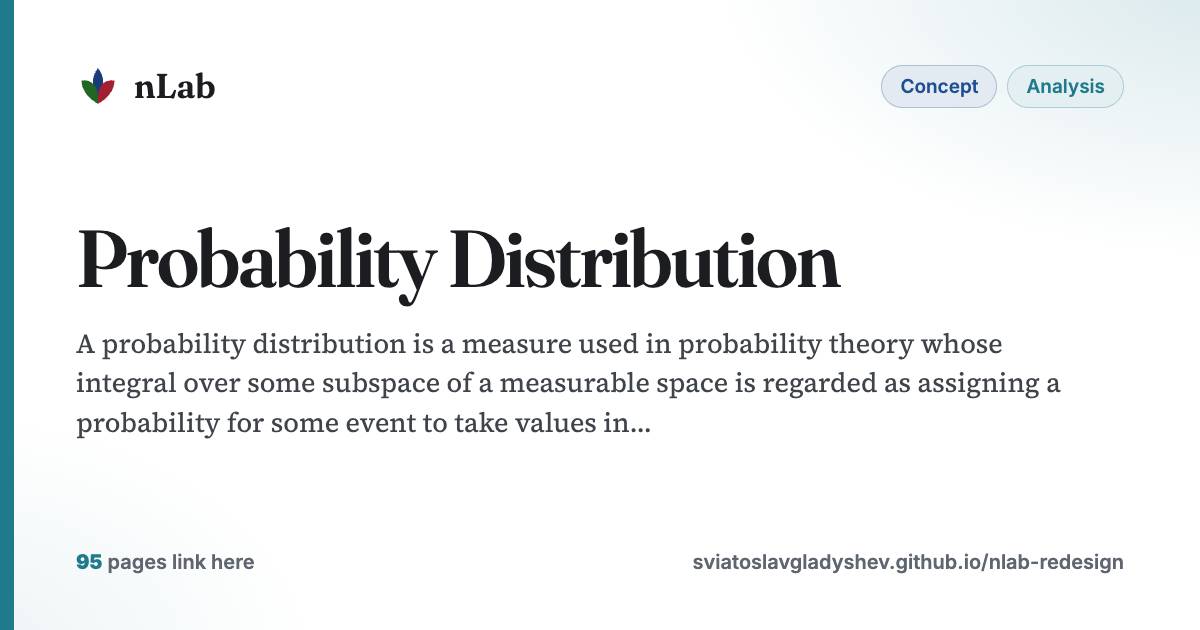 nLab
Concept
Analysis
Probability Distribution
A probability distribution is a measure used in probability theory whose
integral over some subspace of a measurable space is regarded as assigning a
probability for some event to take values in...
95 pages link here
sviatoslavgladyshev.github.io/nlab-redesign